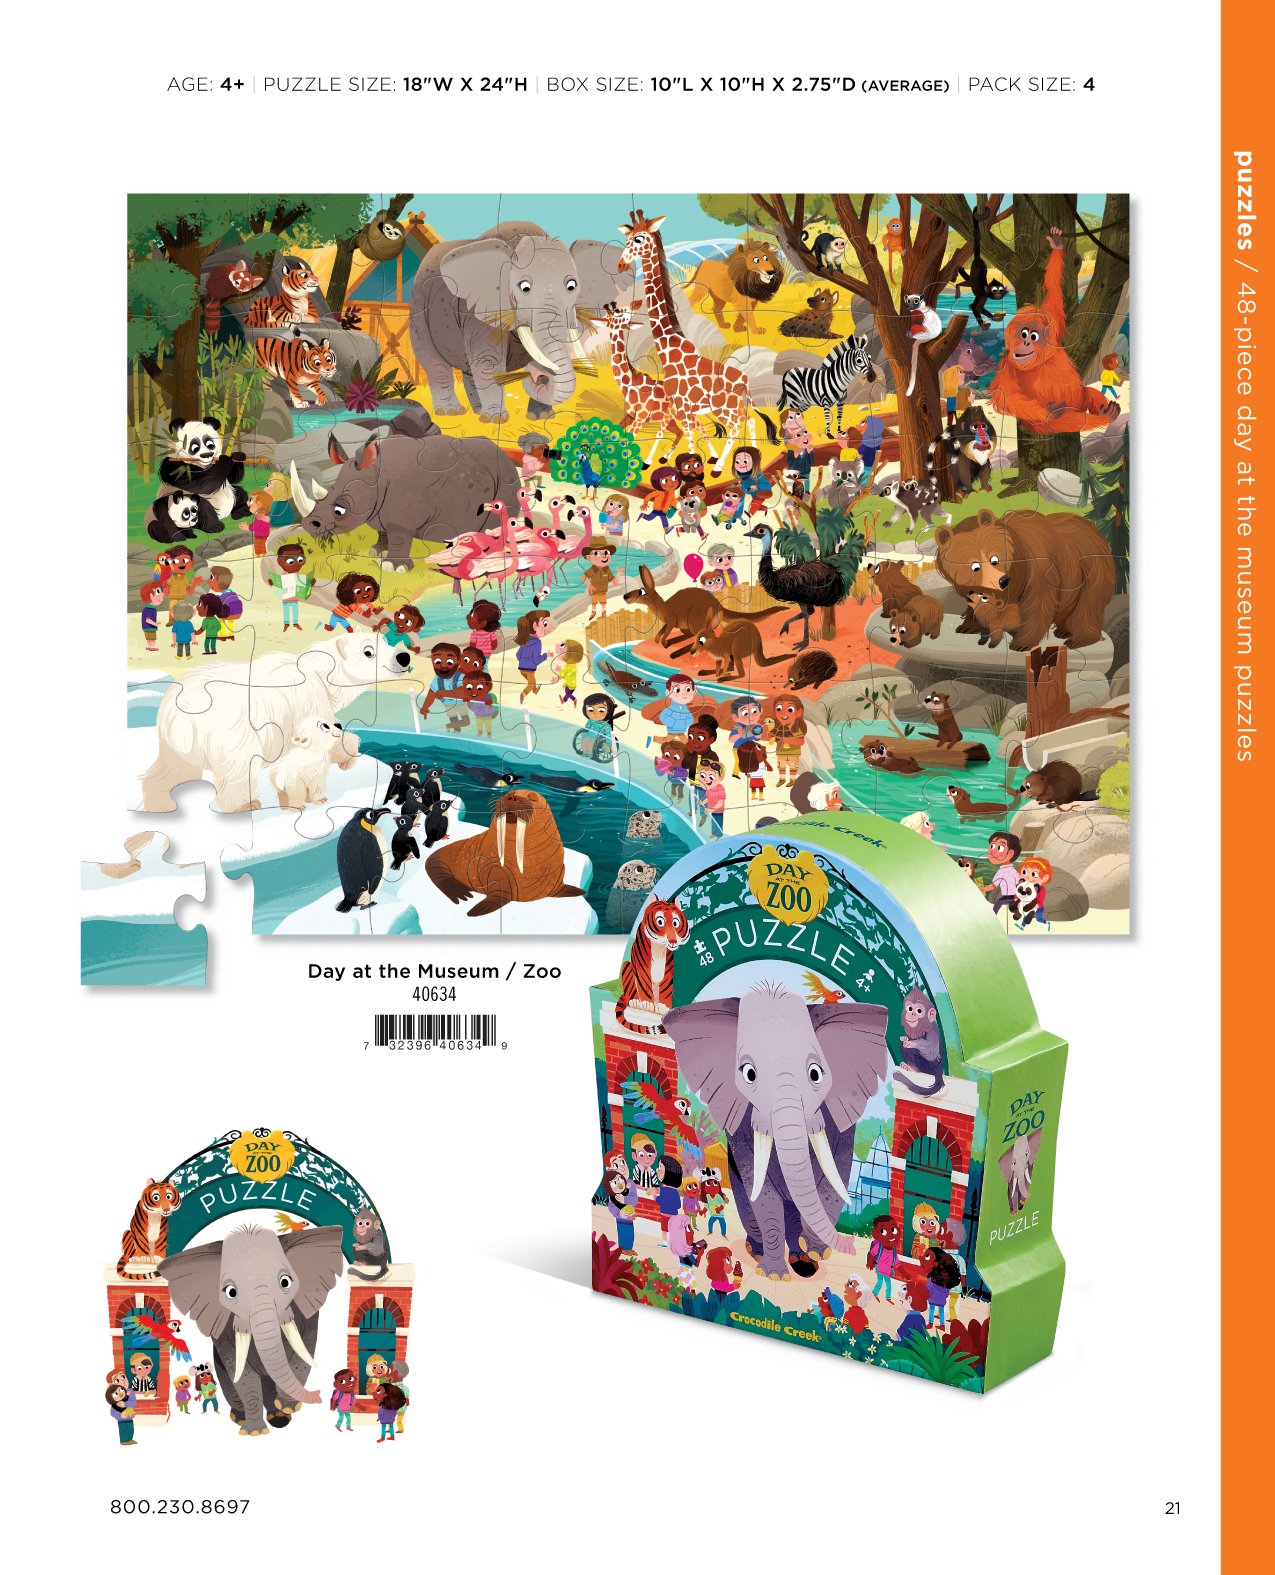 AGE: 4+ | PUZZLE SIZE: 18"W X 24"H | BOX SIZE: 10"L X 10"H X 2.75"D (AVERAGE) | PACK SIZE: 4
puzzles / 48-piece day at the museum puzzles
Crocodile Creek®
DAY
AT THE
ZOO
48
PUZZLE
4+
Day at the Museum / Zoo
40634
7 32396 40634 9
DAY
AT THE
ZOO
PUZZLE
Crocodile Creek®
DAY
AT THE
ZOO
PUZZLE
800.230.8697
21